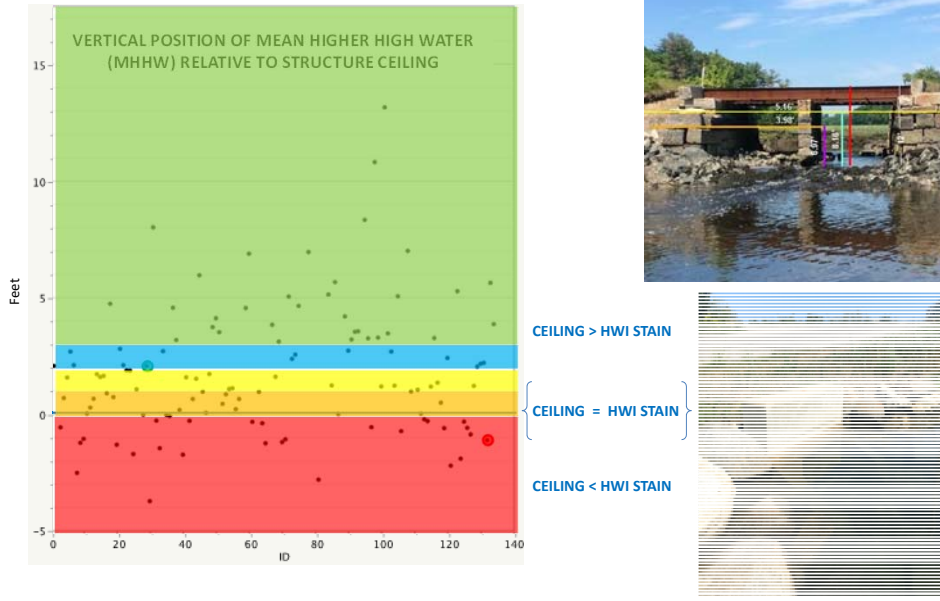 VERTICAL POSITION OF MEAN HIGHER HIGH WATER
(MHHW) RELATIVE TO STRUCTURE CEILING
15
10
5
0
-5
Feet
0 20 40 60 80 100 120 140
ID
CEILING > HWI STAIN
CEILING = HWI STAIN
CEILING < HWI STAIN
5.16'
3.98'